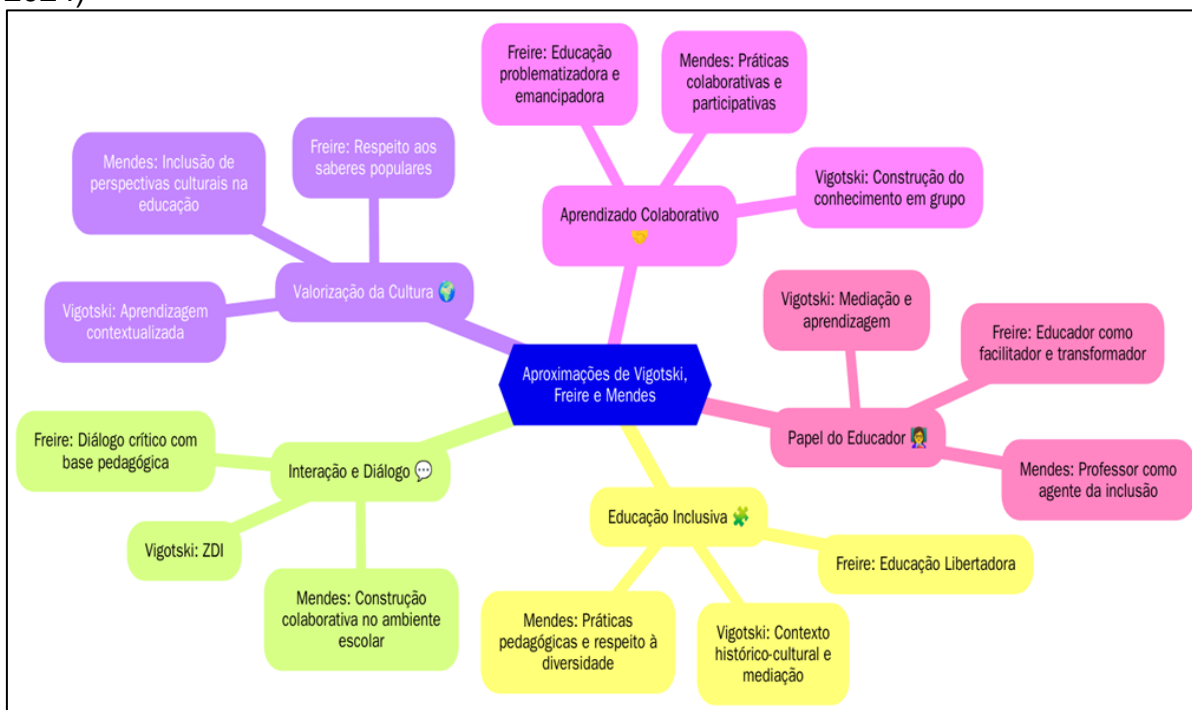 Freire: Educação
problematizadora e
emancipadora
Mendes: Práticas
colaborativas e
participativas
Vigotski: Construção do
conhecimento em grupo
Aprendizado Colaborativo
🤝
Mendes: Inclusão de
perspectivas culturais na
educação
Freire: Respeito aos
saberes populares
Vigotski: Aprendizagem
contextualizada
Valorização da Cultura 🌍
Aproximações de Vigotski,
Freire e Mendes
Vigotski: Mediação e
aprendizagem
Freire: Educador como
facilitador e transformador
Papel do Educador 👩‍🏫
Mendes: Professor como
agente da inclusão
Freire: Diálogo crítico com
base pedagógica
Interação e Diálogo 💬
Vigotski: ZDI
Mendes: Construção
colaborativa no ambiente
escolar
Educação Inclusiva 🧩
Freire: Educação Libertadora
Mendes: Práticas
pedagógicas e respeito à
diversidade
Vigotski: Contexto
histórico-cultural e
mediação